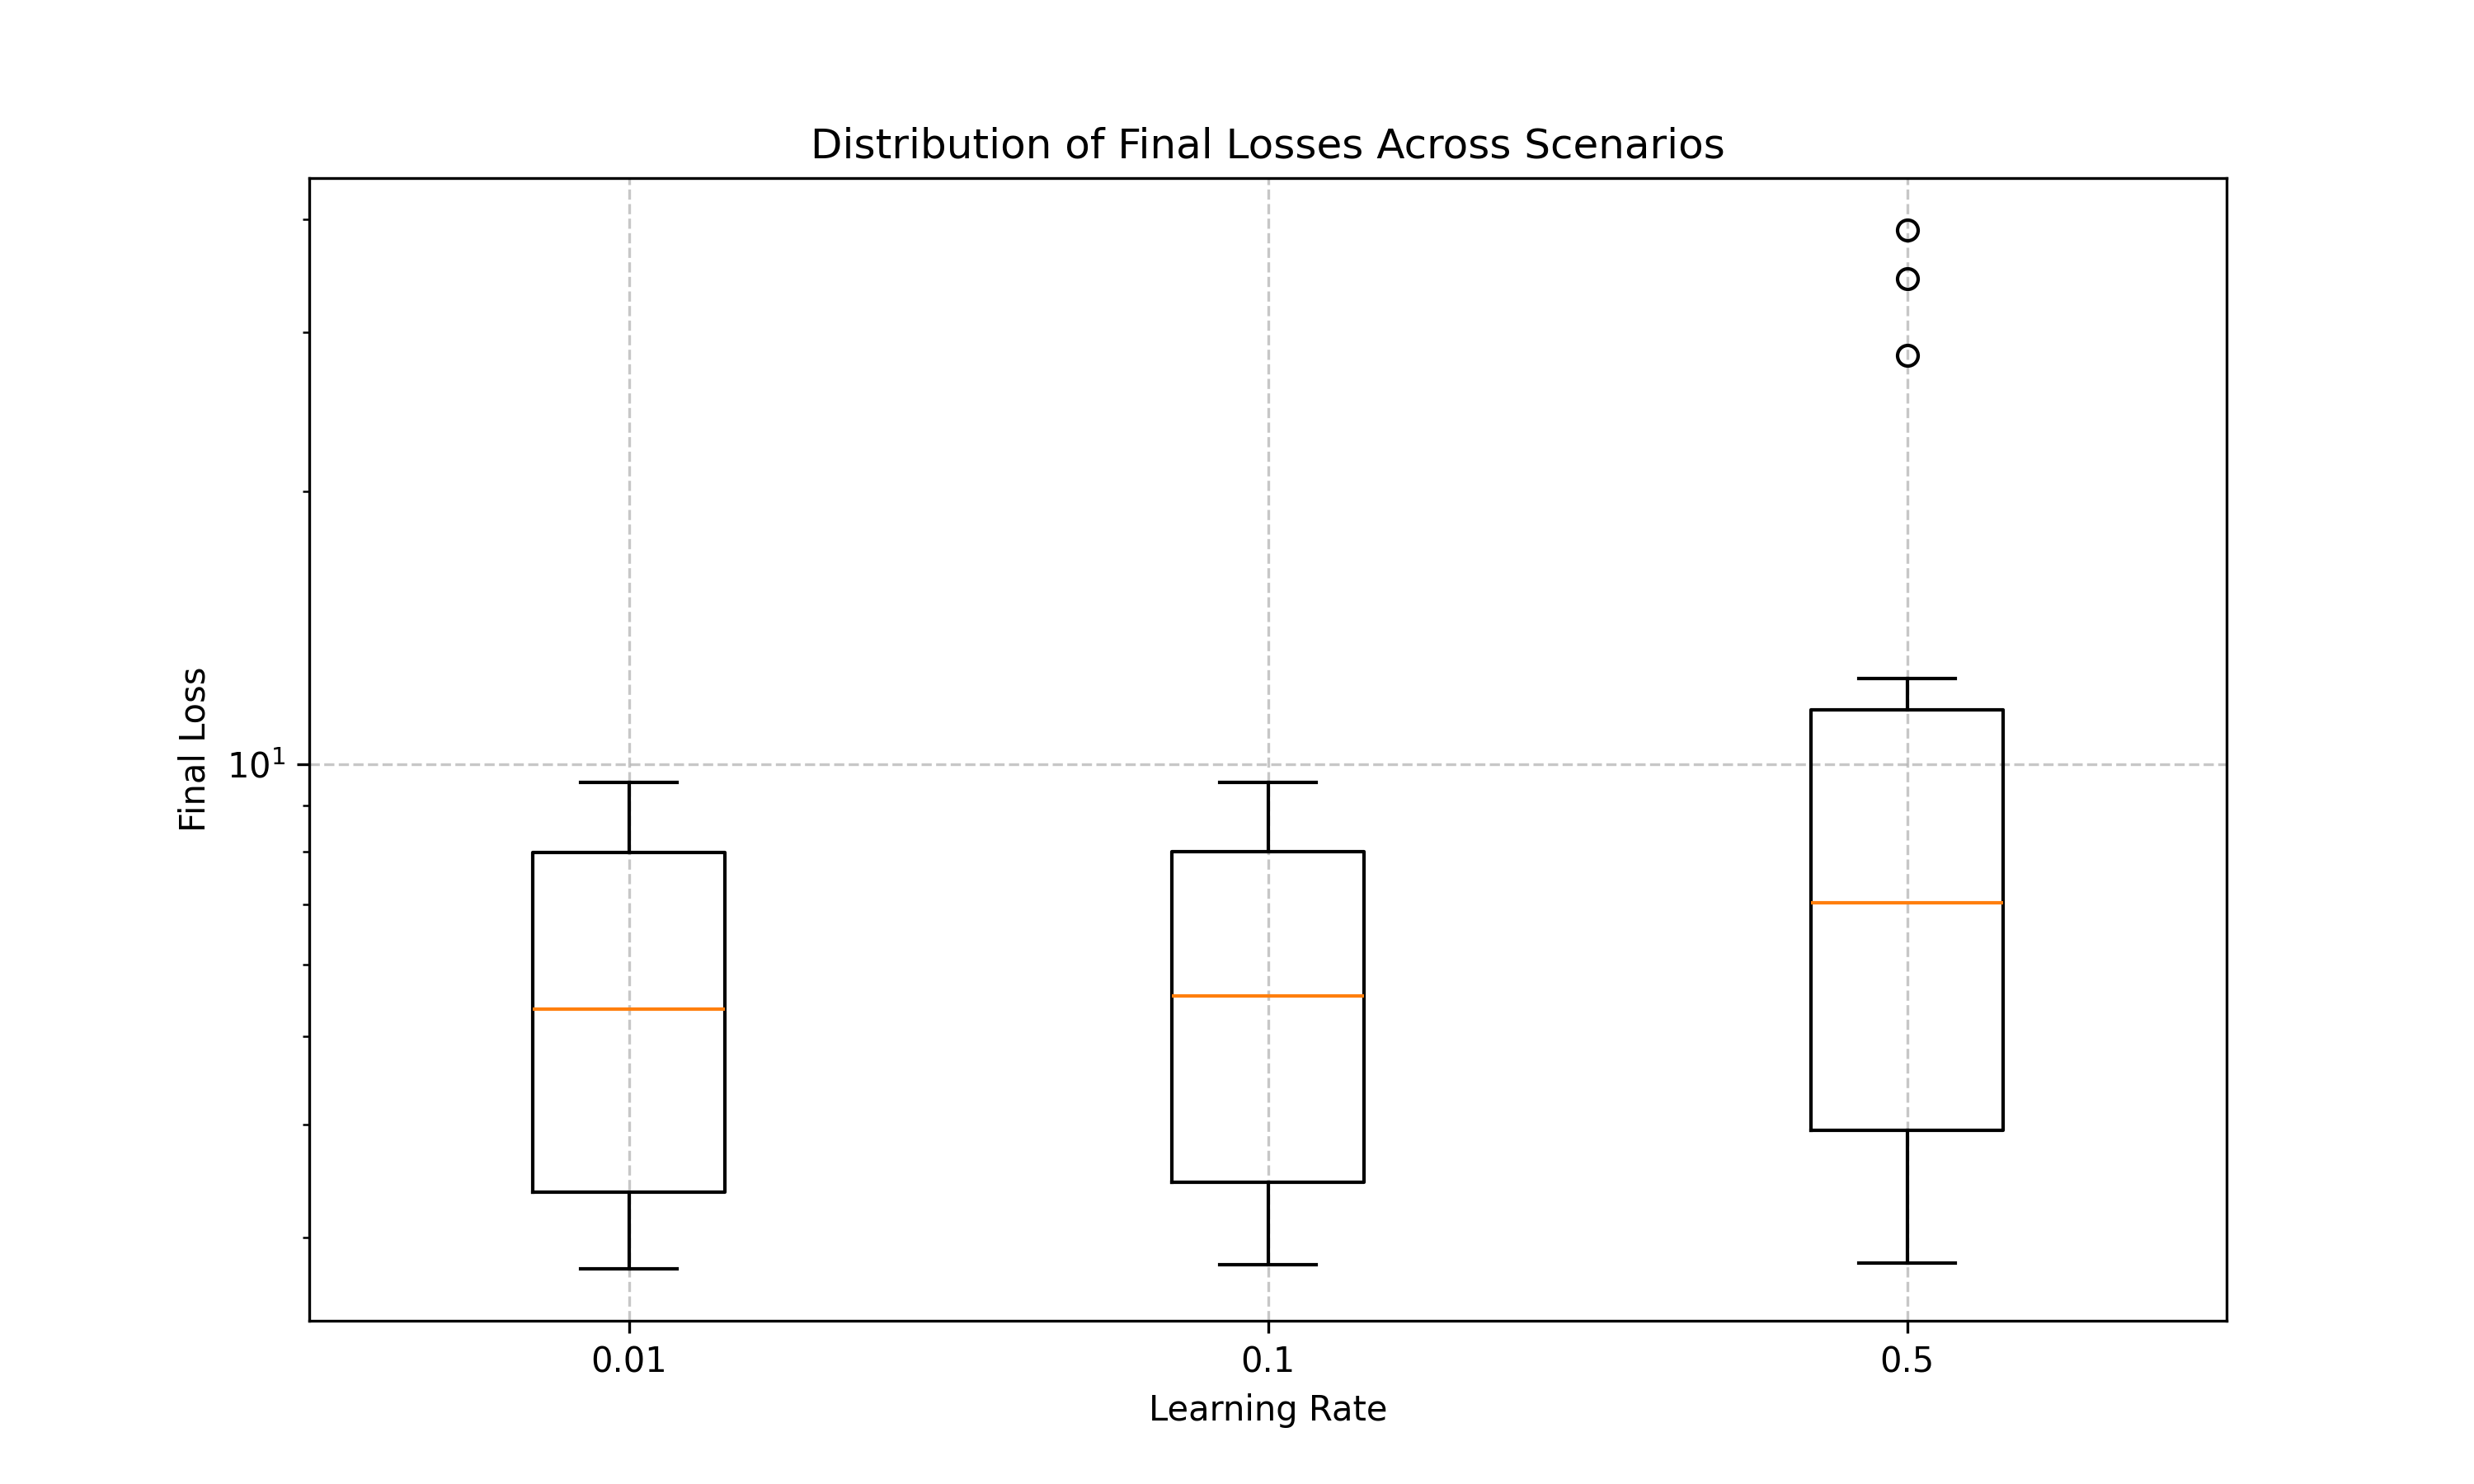 Distribution of Final Losses Across Scenarios
Final Loss
10¹
0.01
0.1
0.5
Learning Rate